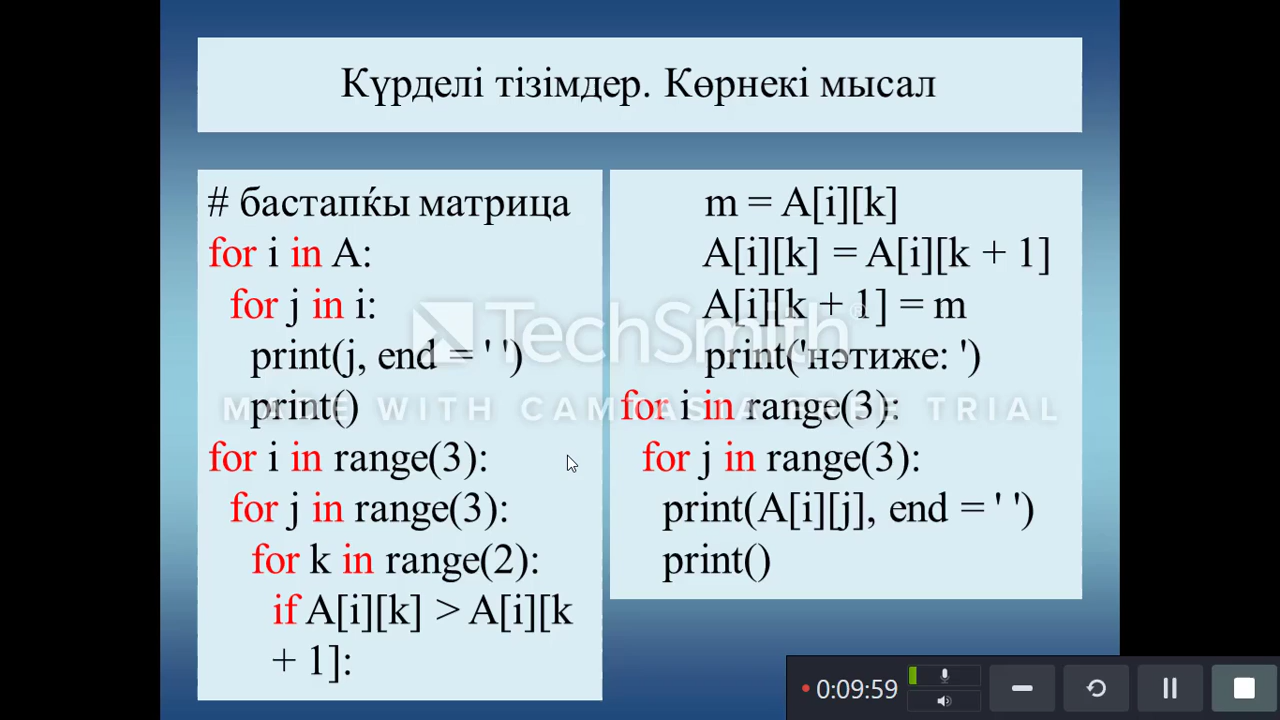 Күрделі тізімдер. Көрнекі мысал
# бастапќы матрица
for i in A:
for j in i:
print(j, end = ' ')
print()
for i in range(3):
for j in range(3):
for k in range(2):
if A[i][k] > A[i][k
+ 1]:
m = A[i][k]
A[i][k] = A[i][k + 1]
A[i][k + 1] = m
print('нәтиже: ')
for i in range(3):
for j in range(3):
print(A[i][j], end = ' ')
print()
TechSmith®
MADE WITH CAMTASIA FREE TRIAL
0:09:59